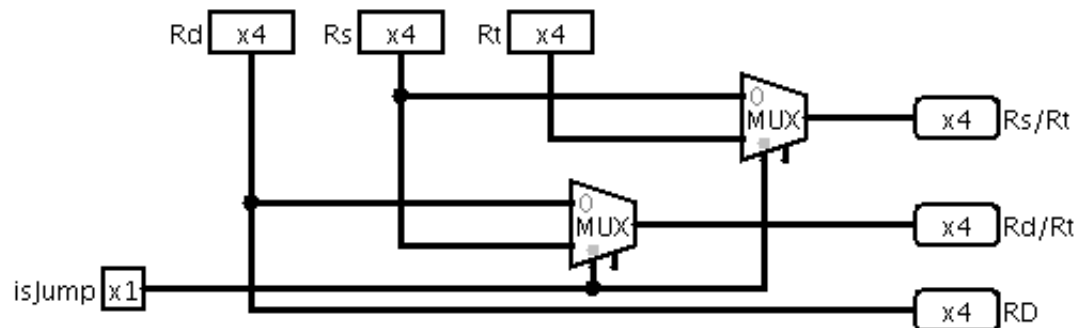 Rd x4 Rs x4 Rt x4
0
MUX x4 Rs/Rt
0
MUX x4 Rd/Rt
isJump x1
x4 RD